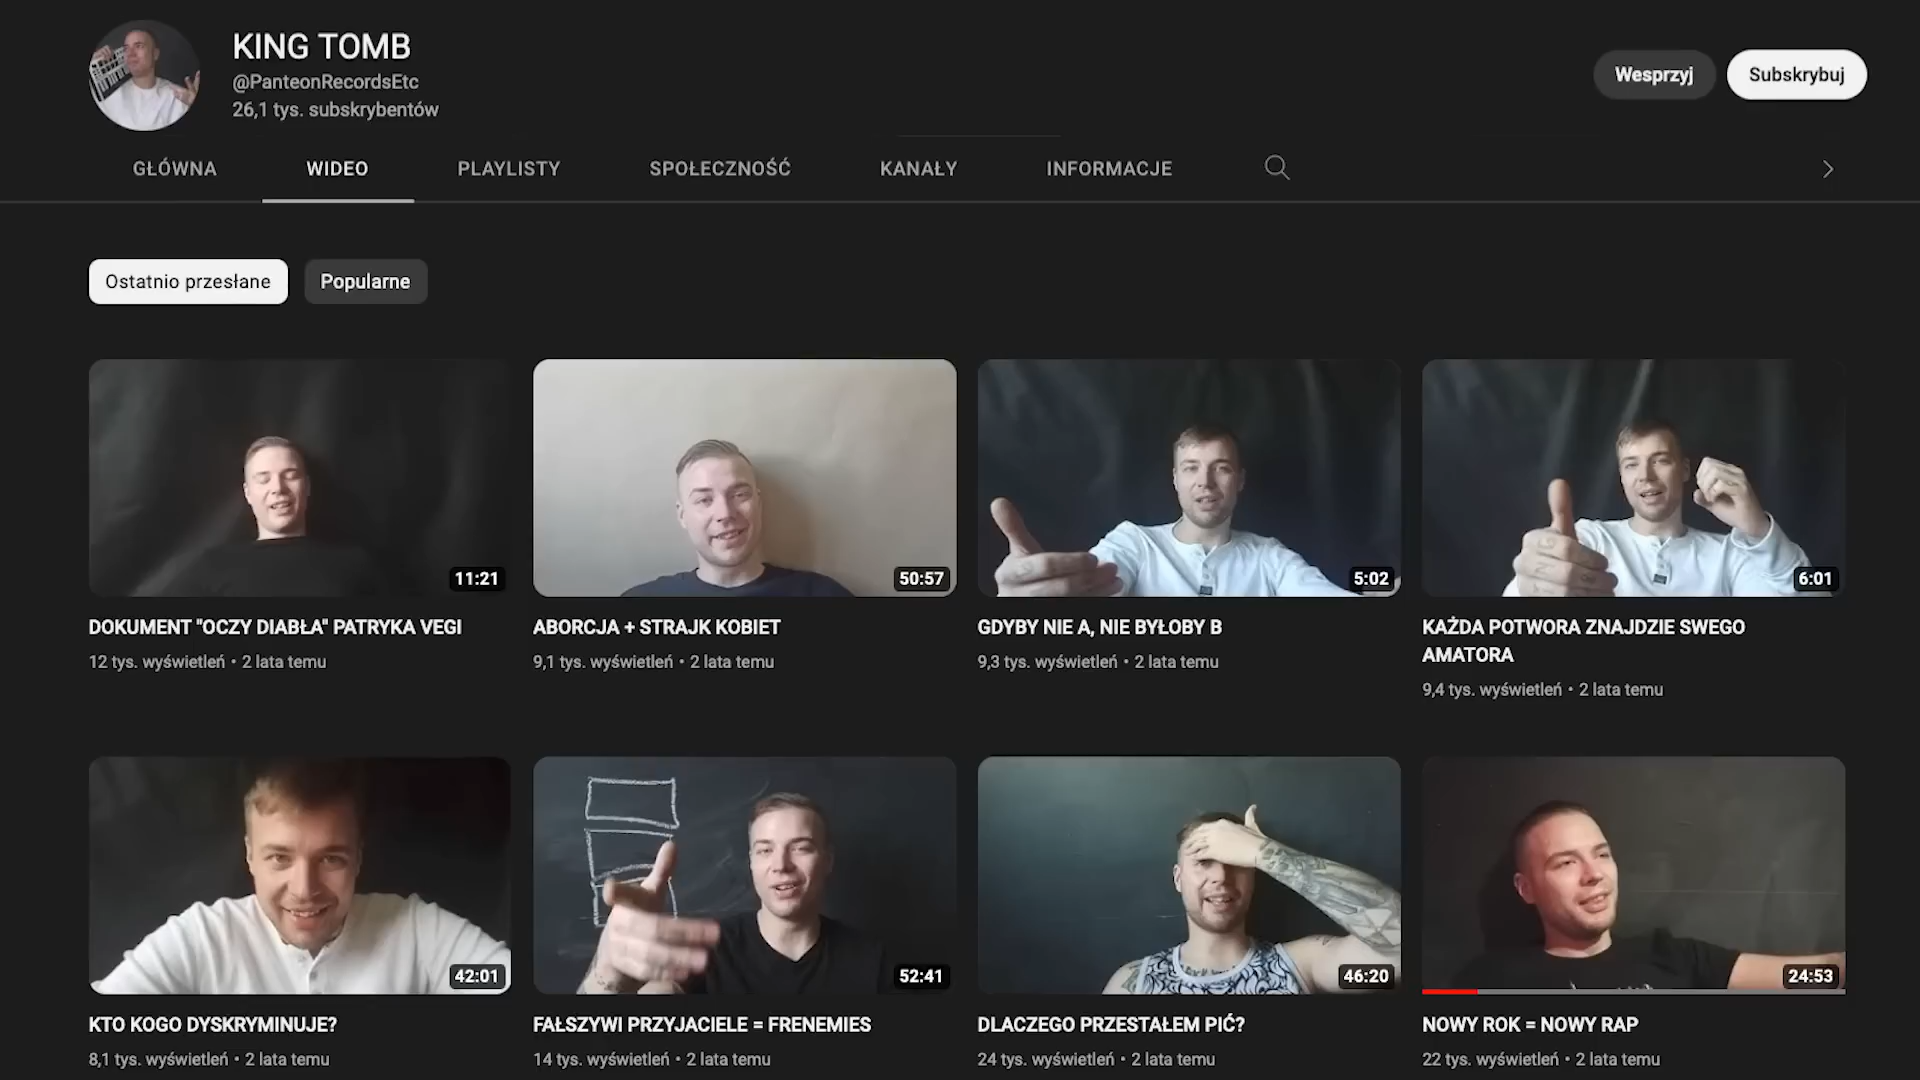 KING TOMB
@PanteonRecordsEtc
26,1 tys. subskrybentów
Wesprzyj
Subskrybuj
GŁÓWNA
WIDEO
PLAYLISTY
SPOŁECZNOŚĆ
KANAŁY
INFORMACJE
Ostatnio przesłane
Popularne
11:21
50:57
5:02
6:01
DOKUMENT "OCZY DIABŁA" PATRYKA VEGI
12 tys. wyświetleń • 2 lata temu
ABORCJA + STRAJK KOBIET
9,1 tys. wyświetleń • 2 lata temu
GDYBY NIE A, NIE BYŁOBY B
9,3 tys. wyświetleń • 2 lata temu
KAŻDA POTWORA ZNAJDZIE SWEGO
AMATORA
9,4 tys. wyświetleń • 2 lata temu
42:01
52:41
46:20
24:53
KTO KOGO DYSKRYMINUJE?
8,1 tys. wyświetleń • 2 lata temu
FAŁSZYWI PRZYJACIELE = FRENEMIES
14 tys. wyświetleń • 2 lata temu
DLACZEGO PRZESTAŁEM PIĆ?
24 tys. wyświetleń • 2 lata temu
NOWY ROK = NOWY RAP
22 tys. wyświetleń • 2 lata temu